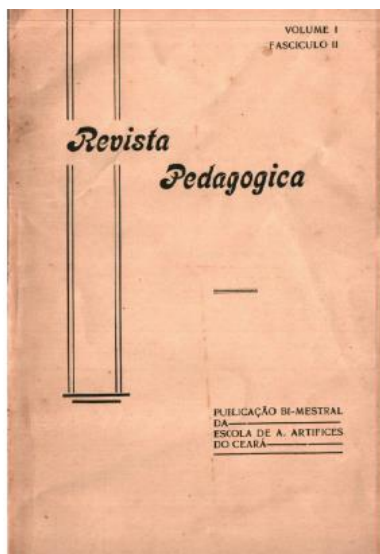 VOLUME I
FASCICULO II
Revista
Pedagogica
PUBLICAÇÃO BI-MESTRAL
DA
ESCOLA DE A. ARTIFICES
DO CEARÁ